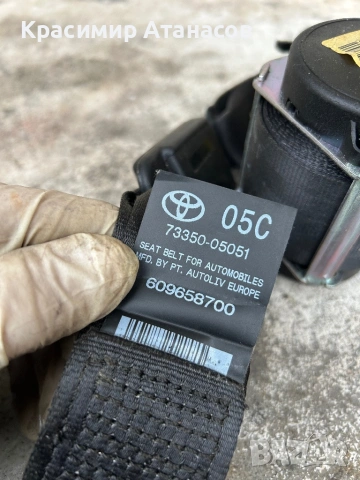 Красимир Атанасов
05C
73350-05051
SEAT BELT FOR AUTOMOBILES
MFD. BY PT. AUTOLIV EUROPE
609658700